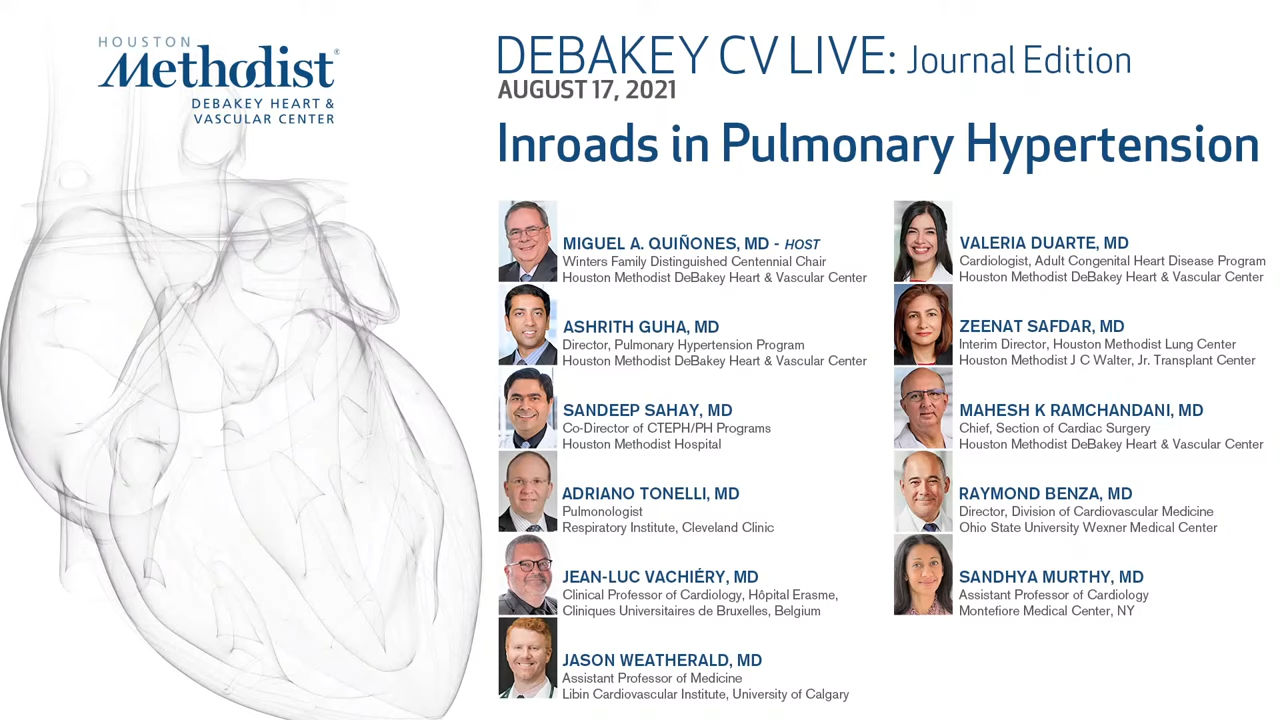 HOUSTON
Methodist®
DEBAKEY HEART &
VASCULAR CENTER
DEBAKEY CV LIVE: Journal Edition
AUGUST 17, 2021
Inroads in Pulmonary Hypertension
MIGUEL A. QUIÑONES, MD - HOST
Winters Family Distinguished Centennial Chair
Houston Methodist DeBakey Heart & Vascular Center
ASHRITH GUHA, MD
Director, Pulmonary Hypertension Program
Houston Methodist DeBakey Heart & Vascular Center
SANDEEP SAHAY, MD
Co-Director of CTEPH/PH Programs
Houston Methodist Hospital
ADRIANO TONELLI, MD
Pulmonologist
Respiratory Institute, Cleveland Clinic
JEAN-LUC VACHIÉRY, MD
Clinical Professor of Cardiology, Hôpital Erasme,
Cliniques Universitaires de Bruxelles, Belgium
JASON WEATHERALD, MD
Assistant Professor of Medicine
Libin Cardiovascular Institute, University of Calgary
VALERIA DUARTE, MD
Cardiologist, Adult Congenital Heart Disease Program
Houston Methodist DeBakey Heart & Vascular Center
ZEENAT SAFDAR, MD
Interim Director, Houston Methodist Lung Center
Houston Methodist J C Walter, Jr. Transplant Center
MAHESH K RAMCHANDANI, MD
Chief, Section of Cardiac Surgery
Houston Methodist DeBakey Heart & Vascular Center
RAYMOND BENZA, MD
Director, Division of Cardiovascular Medicine
Ohio State University Wexner Medical Center
SANDHYA MURTHY, MD
Assistant Professor of Cardiology
Montefiore Medical Center, NY